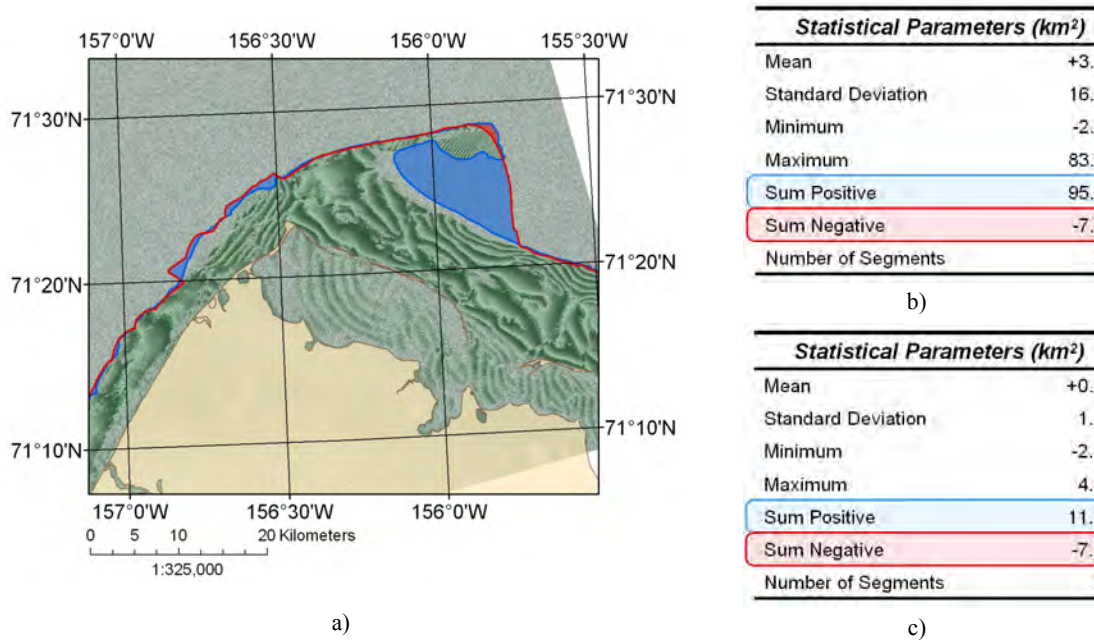 157°0'W 156°30'W 156°0'W 155°30'W
71°30'N 71°30'N
71°20'N 71°20'N
71°10'N 71°10'N
157°0'W 156°30'W 156°0'W
0 5 10 20 Kilometers
1:325,000
a)
Statistical Parameters (km²)
Mean +3.
Standard Deviation 16.
Minimum -2.
Maximum 83.
Sum Positive 95.
Sum Negative -7.
Number of Segments
b)
Statistical Parameters (km²)
Mean +0.
Standard Deviation 1.
Minimum -2.
Maximum 4.
Sum Positive 11.
Sum Negative -7.
Number of Segments
c)